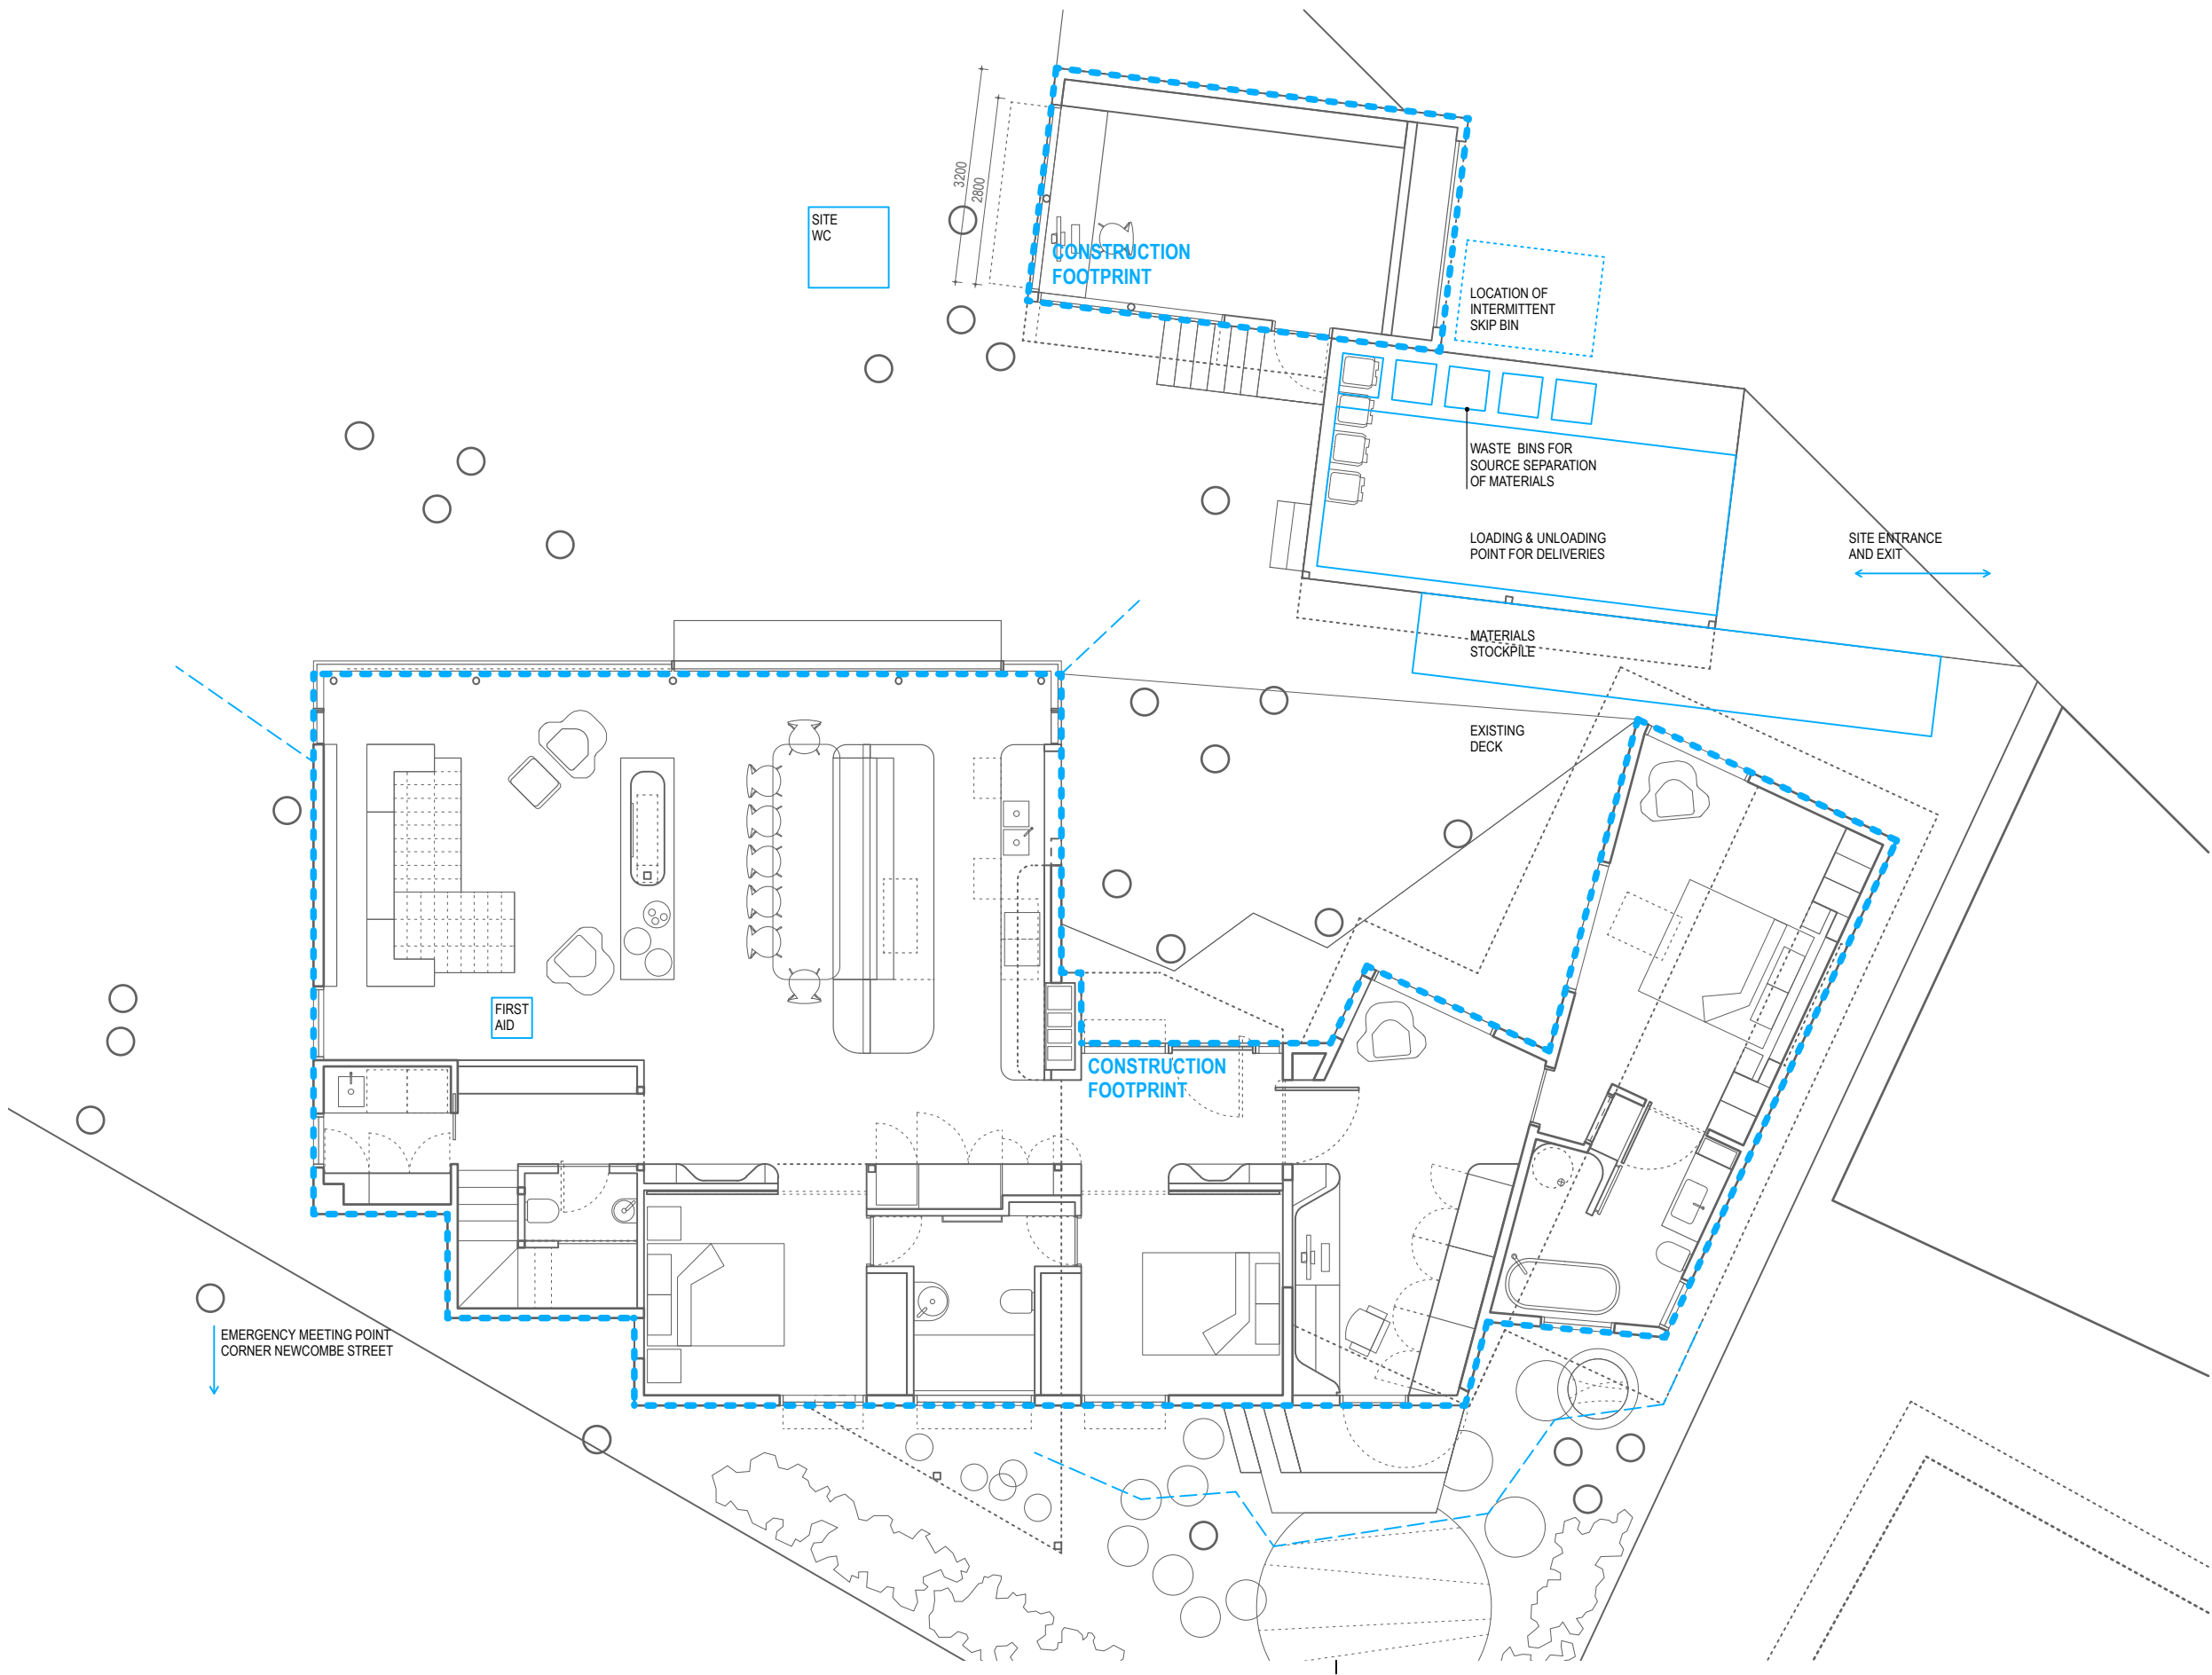 3200
2800
SITE
WC
CONSTRUCTION
FOOTPRINT
LOCATION OF
INTERMITTENT
SKIP BIN
WASTE BINS FOR
SOURCE SEPARATION
OF MATERIALS
LOADING & UNLOADING
POINT FOR DELIVERIES
SITE ENTRANCE
AND EXIT
MATERIALS
STOCKPILE
EXISTING
DECK
FIRST
AID
CONSTRUCTION
FOOTPRINT
EMERGENCY MEETING POINT
CORNER NEWCOMBE STREET